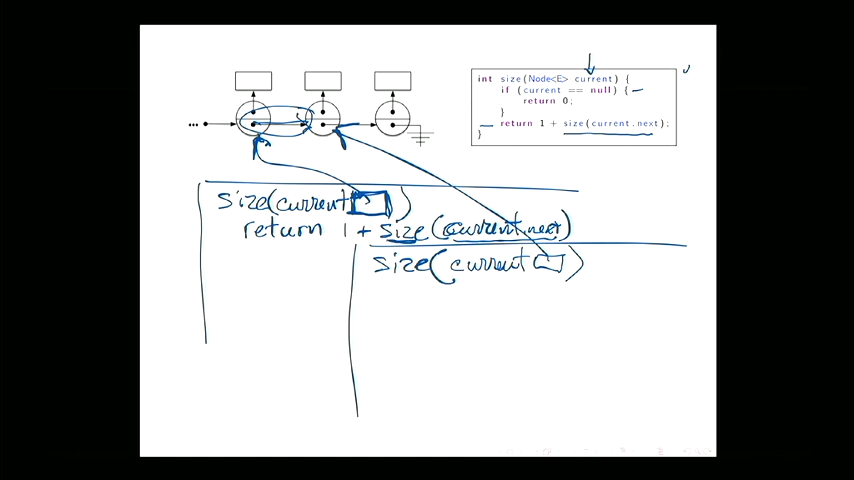 int size(Node<E> current) {
if (current == null) {
return 0;
}
return 1 + size(current.next);
}
...
size(current )
return 1 + size(current.next)
size(current )